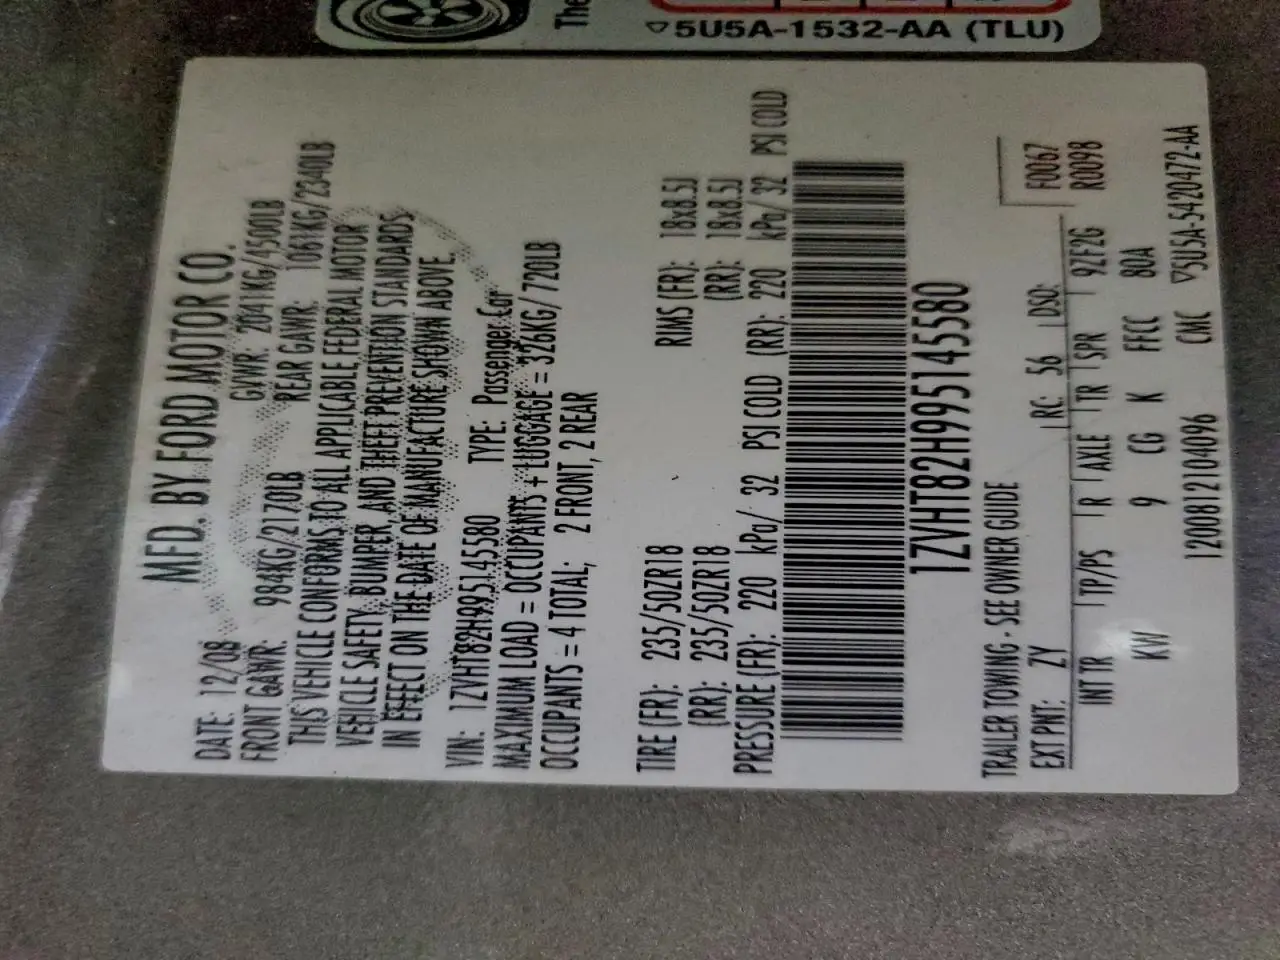 The
▽5U5A-1532-AA (TLU)
MFD. BY FORD MOTOR CO.
DATE: 12/08 GVWR: 2041KG/4500LB
FRONT GAWR: 984KG/2170LB REAR GAWR: 1061KG/2340LB
THIS VEHICLE CONFORMS TO ALL APPLICABLE FEDERAL MOTOR
VEHICLE SAFETY, BUMPER, AND THEFT PREVENTION STANDARDS
IN EFFECT ON THE DATE OF MANUFACTURE SHOWN ABOVE.
VIN: 1ZVHT82H995145580 TYPE: Passenger Car
MAXIMUM LOAD = OCCUPANTS + LUGGAGE = 326KG/720LB
OCCUPANTS = 4 TOTAL; 2 FRONT, 2 REAR
TIRE (FR): 235/50ZR18 RIMS (FR): 18x8.5J
(RR): 235/50ZR18 (RR): 18x8.5J
PRESSURE (FR): 220 kPa/ 32 PSI COLD (RR): 220 kPa/ 32 PSI COLD
1ZVHT82H995145580
TRAILER TOWING - SEE OWNER GUIDE
F0067
EXT PNT: ZY RC: 56 DSO: R0098
INT TR TP/PS R AXLE TR SPR 9ZF2G
KW 9 CG K FFCC 80A
120081210​4096 CMC ▽5U5A-5420472-AA